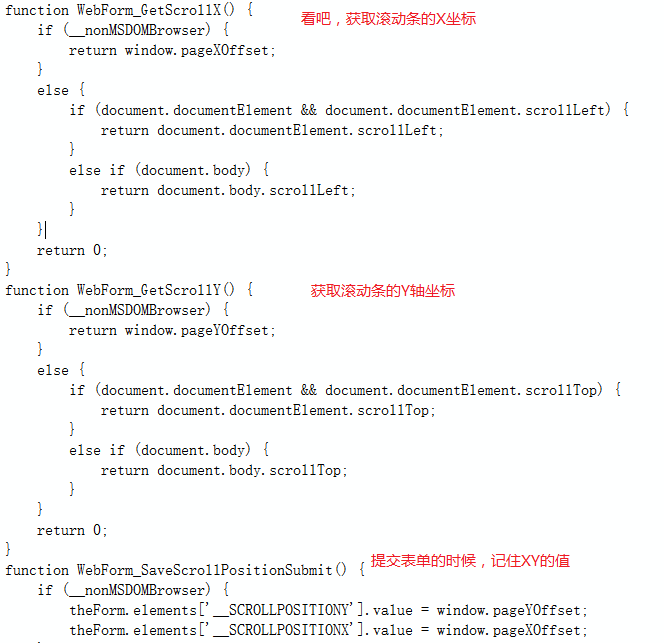 function WebForm_GetScrollX() { 看吧，获取滚动条的X坐标
    if (__nonMSDOMBrowser) {
        return window.pageXOffset;
    }
    else {
        if (document.documentElement && document.documentElement.scrollLeft) {
            return document.documentElement.scrollLeft;
        }
        else if (document.body) {
            return document.body.scrollLeft;
        }
    }
    return 0;
}
function WebForm_GetScrollY() { 获取滚动条的Y轴坐标
    if (__nonMSDOMBrowser) {
        return window.pageYOffset;
    }
    else {
        if (document.documentElement && document.documentElement.scrollTop) {
            return document.documentElement.scrollTop;
        }
        else if (document.body) {
            return document.body.scrollTop;
        }
    }
    return 0;
}
function WebForm_SaveScrollPositionSubmit() { 提交表单的时候，记住XY的值
    if (__nonMSDOMBrowser) {
        theForm.elements['__SCROLLPOSITIONY'].value = window.pageYOffset;
        theForm.elements['__SCROLLPOSITIONX'].value = window.pageXOffset;